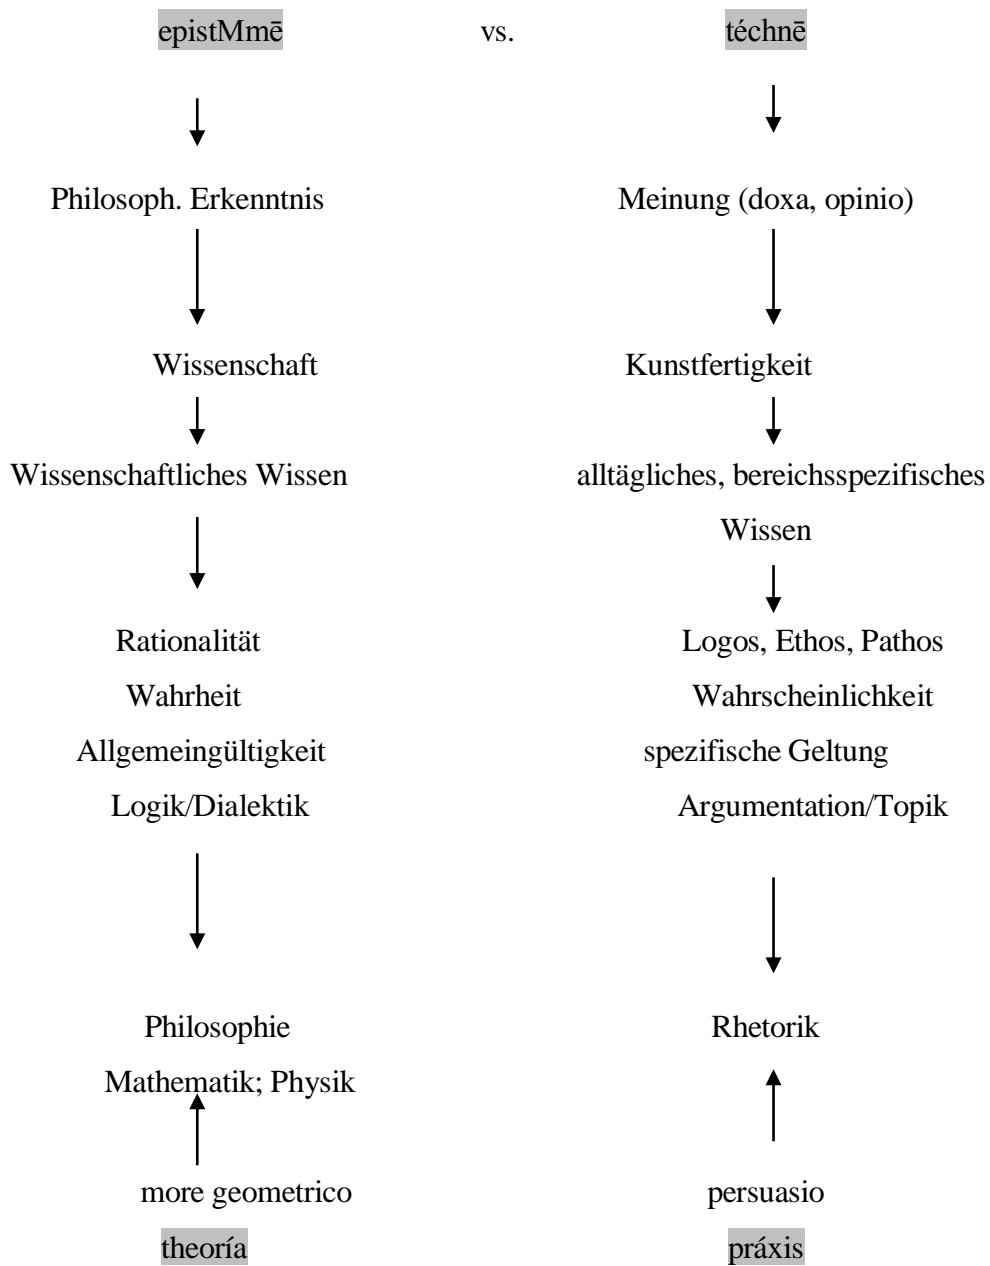 epistMmē vs. téchnē
Philosoph. Erkenntnis Meinung (doxa, opinio)
Wissenschaft Kunstfertigkeit
Wissenschaftliches Wissen alltägliches, bereichsspezifisches
Wissen
Rationalität Logos, Ethos, Pathos
Wahrheit Wahrscheinlichkeit
Allgemeingültigkeit spezifische Geltung
Logik/Dialektik Argumentation/Topik
Philosophie Rhetorik
Mathematik; Physik
more geometrico persuasio
theoría práxis